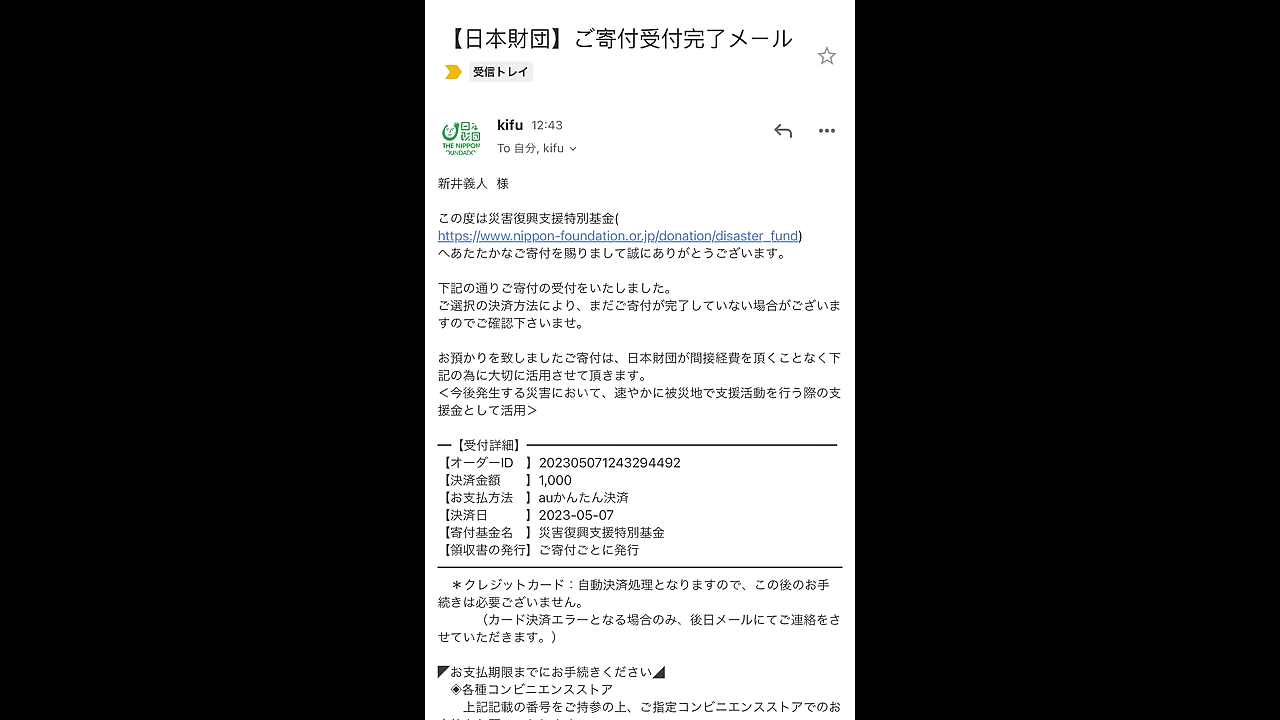 【日本財団】ご寄付受付完了メール
受信トレイ
日本財団
THE NIPPON
kifu 12:43
To 自分, kifu
新井義人 様
この度は災害復興支援特別基金(
https://www.nippon-foundation.or.jp/donation/disaster_fund)
へあたたかなご寄付を賜りまして誠にありがとうございます。
下記の通りご寄付の受付をいたしました。
ご選択の決済方法により、まだご寄付が完了していない場合がございま
すのでご確認下さいませ。
お預かりを致しましたご寄付は、日本財団が間接経費を頂くことなく下
記の為に大切に活用させて頂きます。
＜今後発生する災害において、速やかに被災地で支援活動を行う際の支
援金として活用＞
━【受付詳細】━━━━━━━━━━━━━━━━━━━━━━━━━
【オーダーID　】202305071243294492
【決済金額　　】1,000
【お支払方法　】auかんたん決済
【決済日　　　】2023-05-07
【寄付基金名　】災害復興支援特別基金
【領収書の発行】ご寄付ごとに発行
＊クレジットカード：自動決済処理となりますので、この後のお手
続きは必要ございません。
（カード決済エラーとなる場合のみ、後日メールにてご連絡をさ
せていただきます。）
◤お支払期限までにお手続きください◢
◈各種コンビニエンスストア
上記記載の番号をご持参の上、ご指定コンビニエンスストアでのお